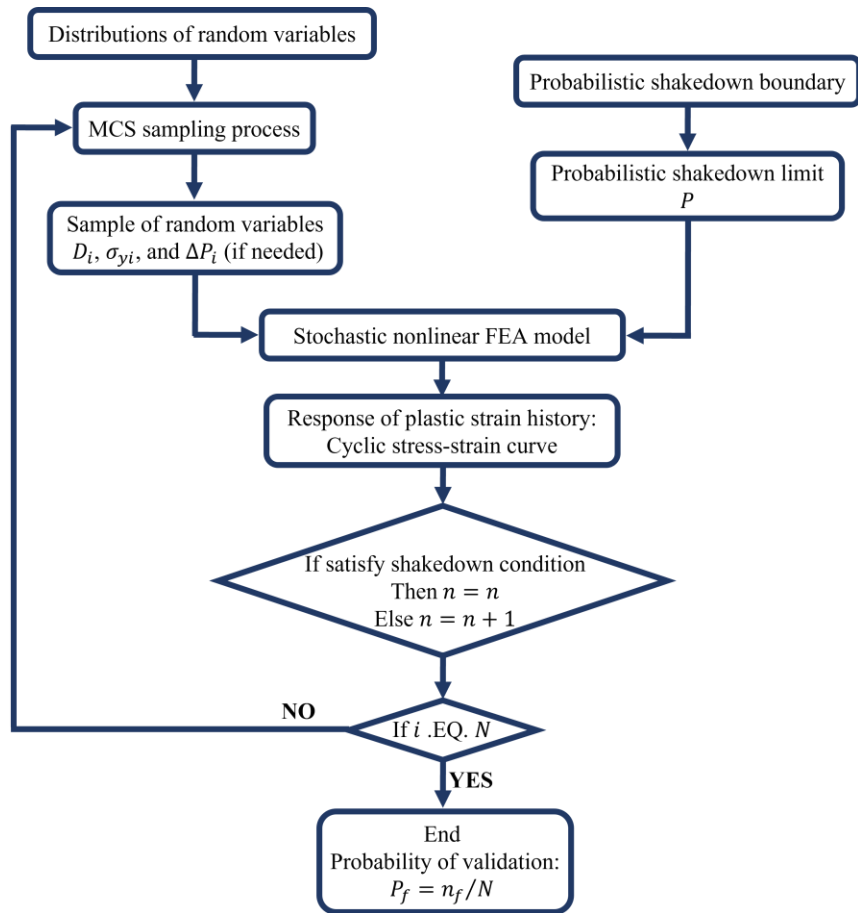 Distributions of random variables
MCS sampling process
Sample of random variables
D_i, σ_{yi}, and ΔP_i (if needed)
Probabilistic shakedown boundary
Probabilistic shakedown limit
P
Stochastic nonlinear FEA model
Response of plastic strain history:
Cyclic stress-strain curve
If satisfy shakedown condition
Then n = n
Else n = n + 1
If i .EQ. N
NO
YES
End
Probability of validation:
P_f = n_f/N